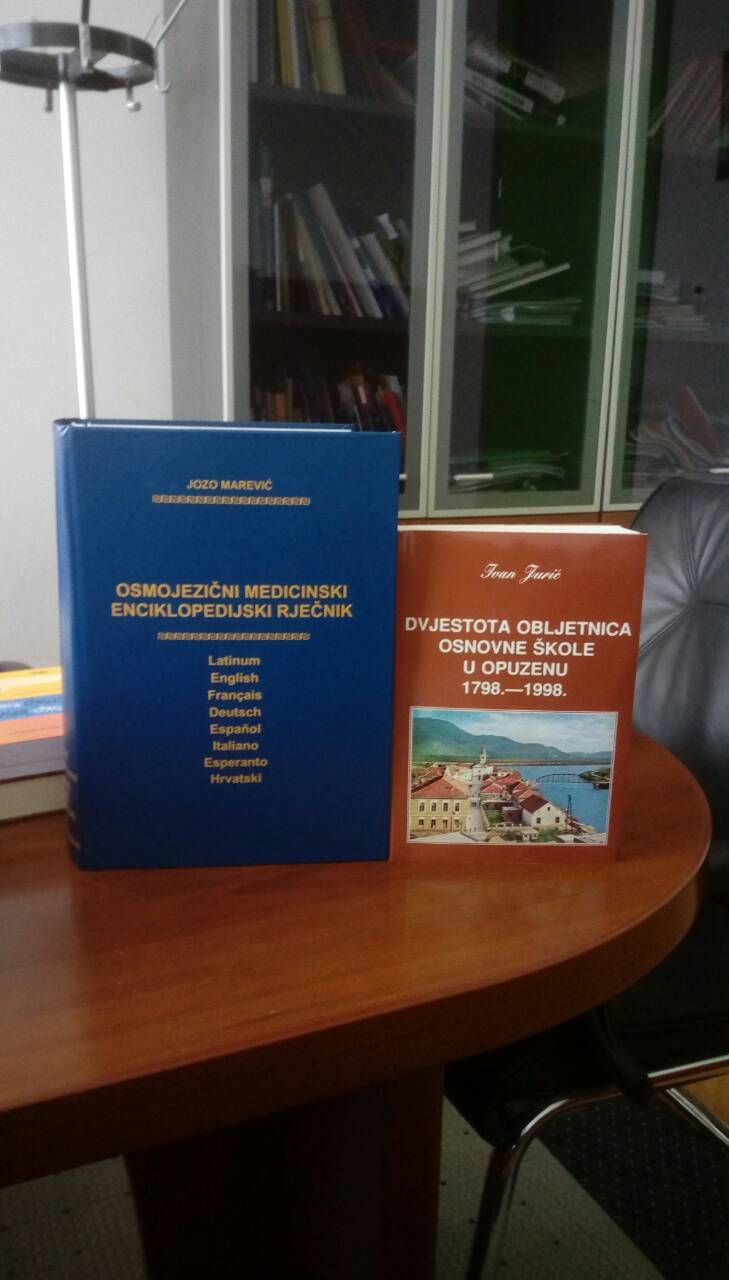 JOZO MAREVIĆ
OSMOJEZIČNI MEDICINSKI
ENCIKLOPEDIJSKI RJEČNIK
Latinum
English
Français
Deutsch
Español
Italiano
Esperanto
Hrvatski
Ivan Jurić
DVJESTOTA OBLJETNICA
OSNOVNE ŠKOLE
U OPUZENU
1798.—1998.